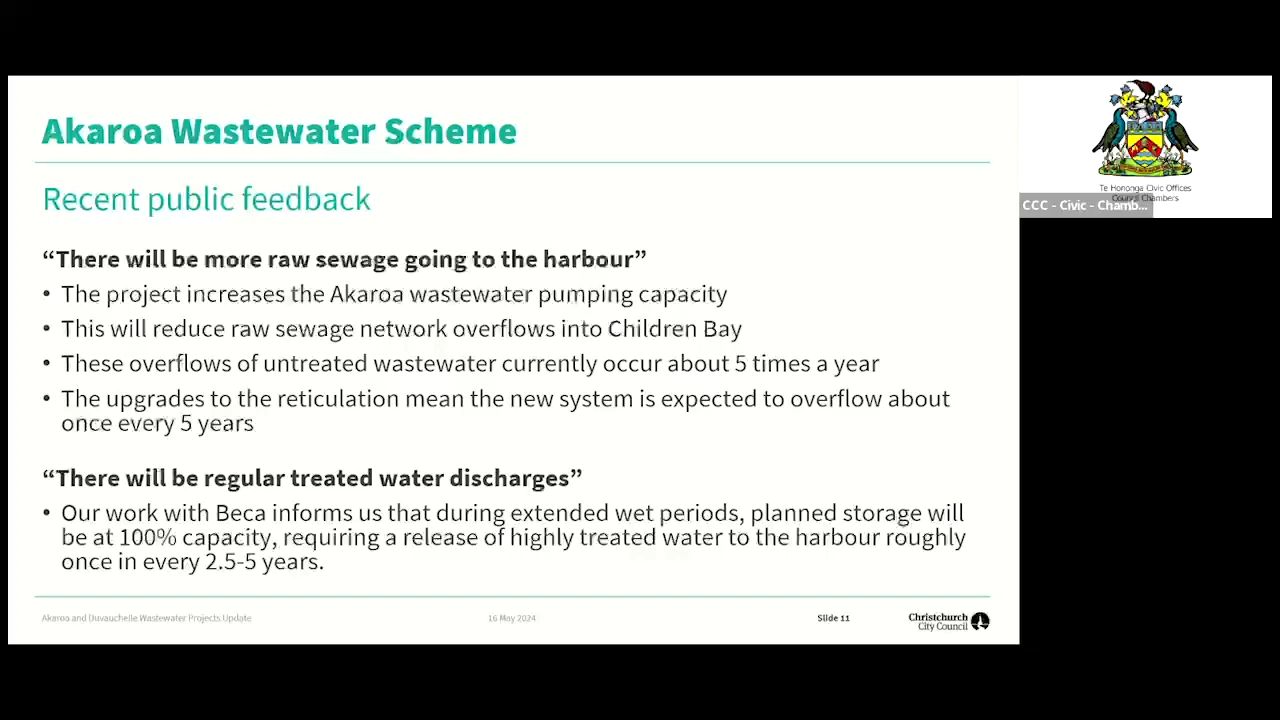 Akaroa Wastewater Scheme
Recent public feedback
“There will be more raw sewage going to the harbour”
• The project increases the Akaroa wastewater pumping capacity
• This will reduce raw sewage network overflows into Children Bay
• These overflows of untreated wastewater currently occur about 5 times a year
• The upgrades to the reticulation mean the new system is expected to overflow about
once every 5 years
“There will be regular treated water discharges”
• Our work with Beca informs us that during extended wet periods, planned storage will
be at 100% capacity, requiring a release of highly treated water to the harbour roughly
once in every 2.5-5 years.
Akaroa and Duvauchelle Wastewater Projects Update
16 May 2024
Slide 11
Christchurch
City Council
Te Hononga Civic Offices
Council Chambers
CCC - Civic - Chamb...